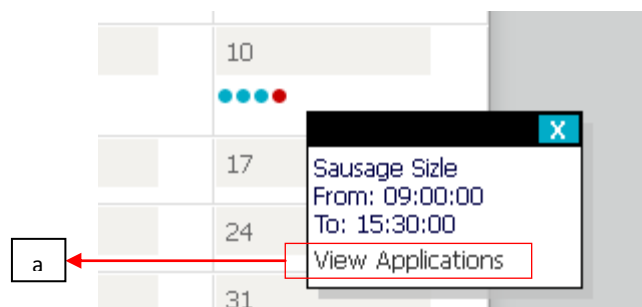 10
X
17
Sausage Sizle
From: 09:00:00
To: 15:30:00
24
View Applications
a
31